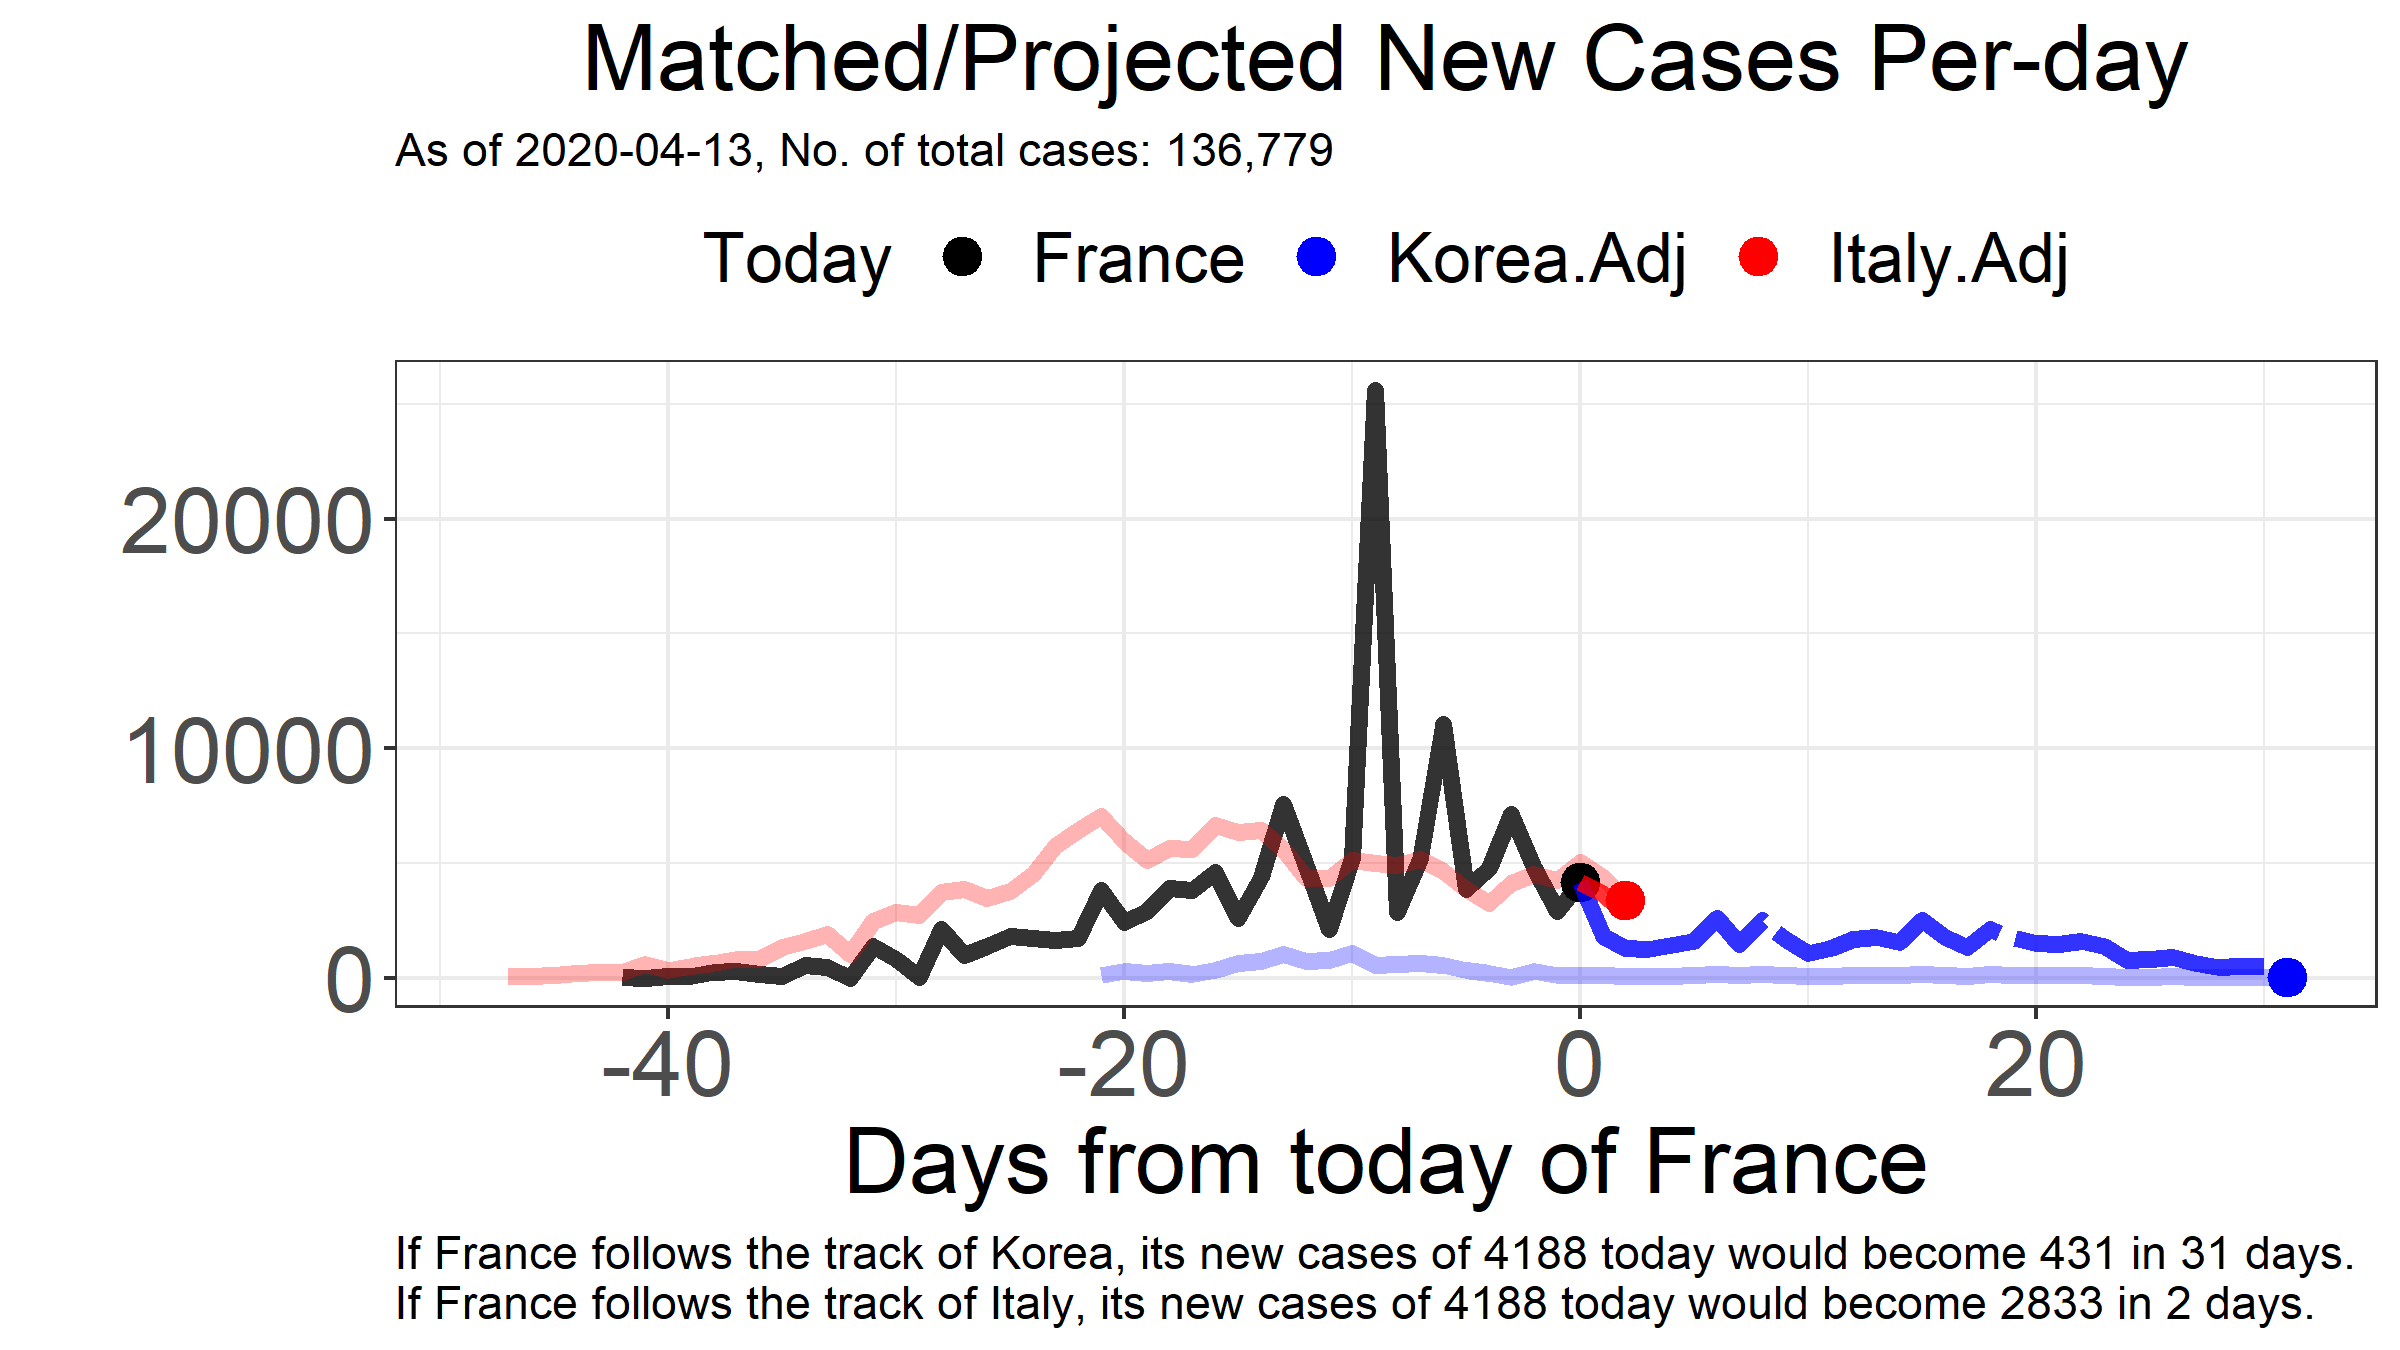 Matched/Projected New Cases Per-day
As of 2020-04-13, No. of total cases: 136,779
Today France Korea.Adj Italy.Adj
20000
10000
0
-40 -20 0 20
Days from today of France
If France follows the track of Korea, its new cases of 4188 today would become 431 in 31 days.
If France follows the track of Italy, its new cases of 4188 today would become 2833 in 2 days.